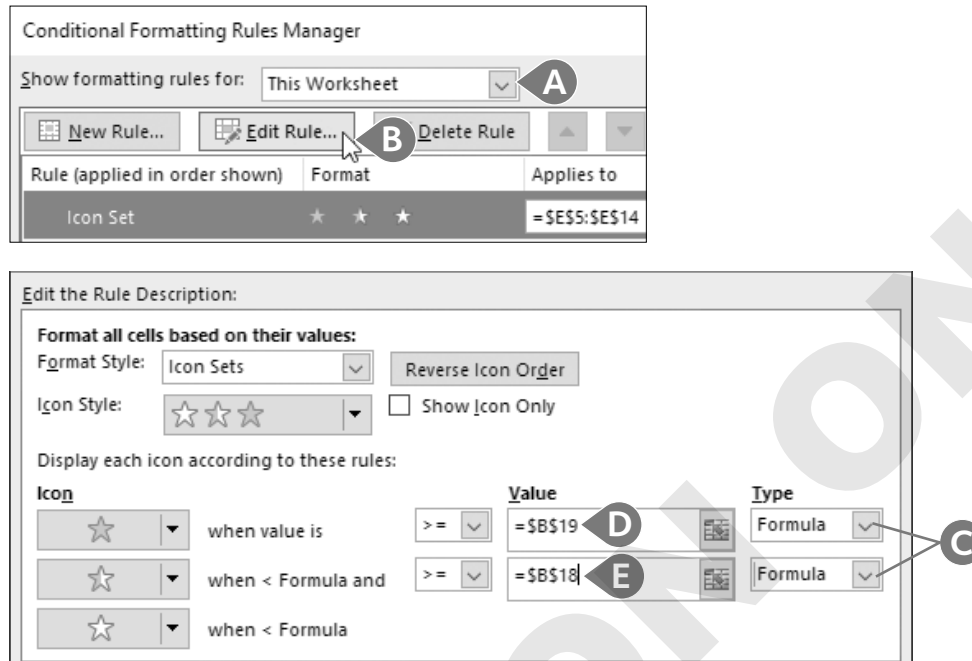 Conditional Formatting Rules Manager
Show formatting rules for: This Worksheet A
New Rule... Edit Rule... B Delete Rule
Rule (applied in order shown) Format Applies to
Icon Set =$E$5:$E$14
Edit the Rule Description:
Format all cells based on their values:
Format Style: Icon Sets Reverse Icon Order
Icon Style: Show Icon Only
Display each icon according to these rules:
Icon Value Type
when value is >= =$B$19 D Formula
C
when < Formula and >= =$B$18 E Formula
when < Formula
ON ON